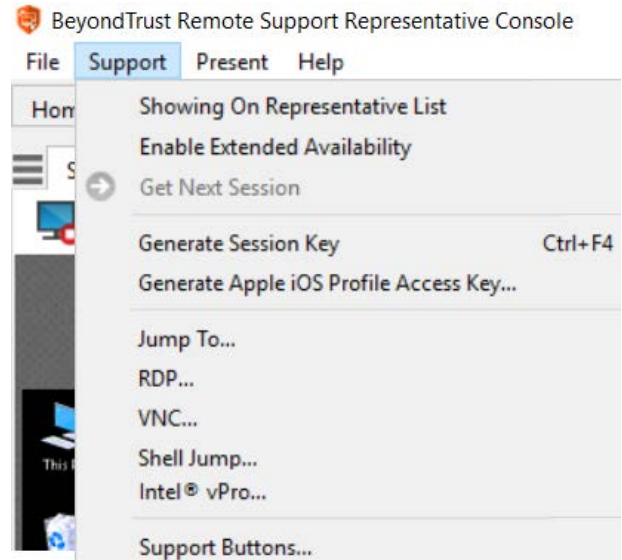 BeyondTrust Remote Support Representative Console
File Support Present Help
Showing On Representative List
Enable Extended Availability
Get Next Session
Generate Session Key Ctrl+F4
Generate Apple iOS Profile Access Key...
Jump To...
RDP...
VNC...
Shell Jump...
Intel® vPro...
This
Support Buttons...